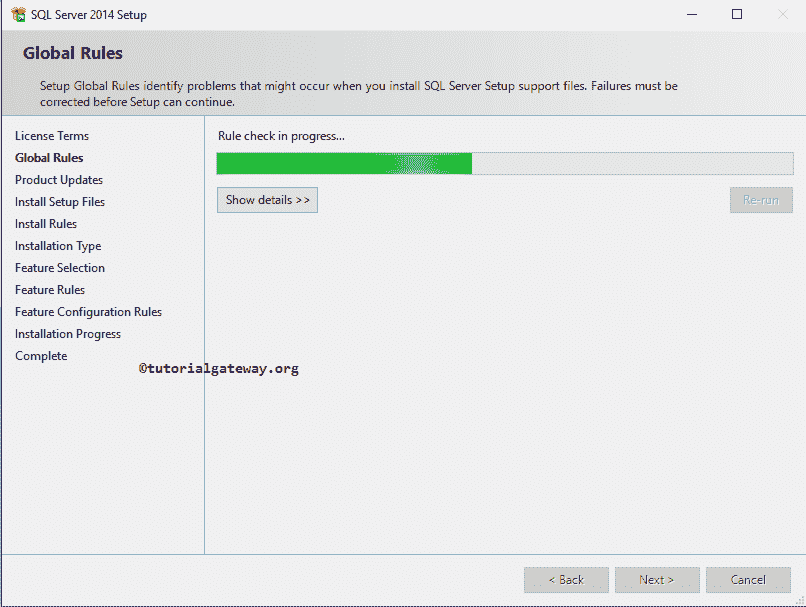 SQL Server 2014 Setup
Global Rules
Setup Global Rules identify problems that might occur when you install SQL Server Setup support files. Failures must be
corrected before Setup can continue.
License Terms
Global Rules
Product Updates
Install Setup Files
Install Rules
Installation Type
Feature Selection
Feature Rules
Feature Configuration Rules
Installation Progress
Complete
Rule check in progress...
Show details >>
Re-run
©tutorialgateway.org
< Back
Next >
Cancel